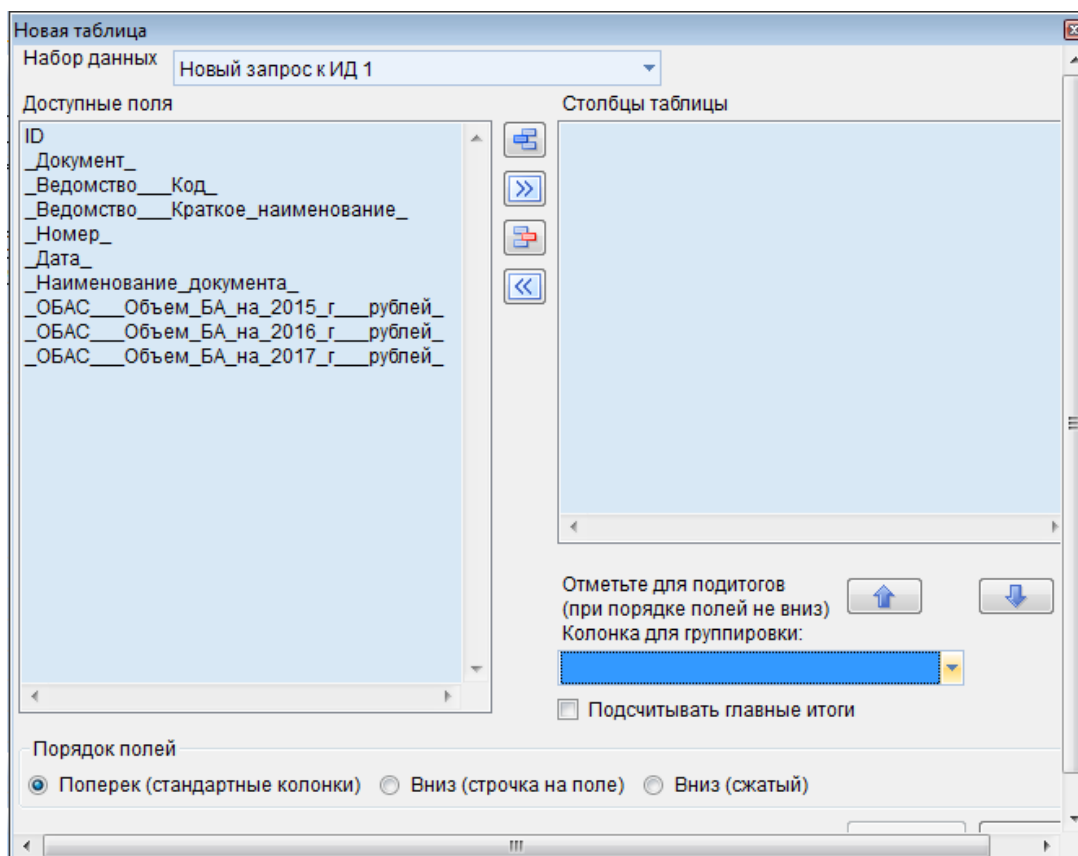 Новая таблица
Набор данных
Новый запрос к ИД 1
Доступные поля
Столбцы таблицы
ID
_Документ_
_Ведомство___Код_
_Ведомство___Краткое_наименование_
_Номер_
_Дата_
_Наименование_документа_
_ОБАС___Объем_БА_на_2015_г___рублей_
_ОБАС___Объем_БА_на_2016_г___рублей_
_ОБАС___Объем_БА_на_2017_г___рублей_
Отметьте для подитогов
(при порядке полей не вниз)
Колонка для группировки:
Подсчитывать главные итоги
Порядок полей
Поперек (стандартные колонки)
Вниз (строчка на поле)
Вниз (сжатый)